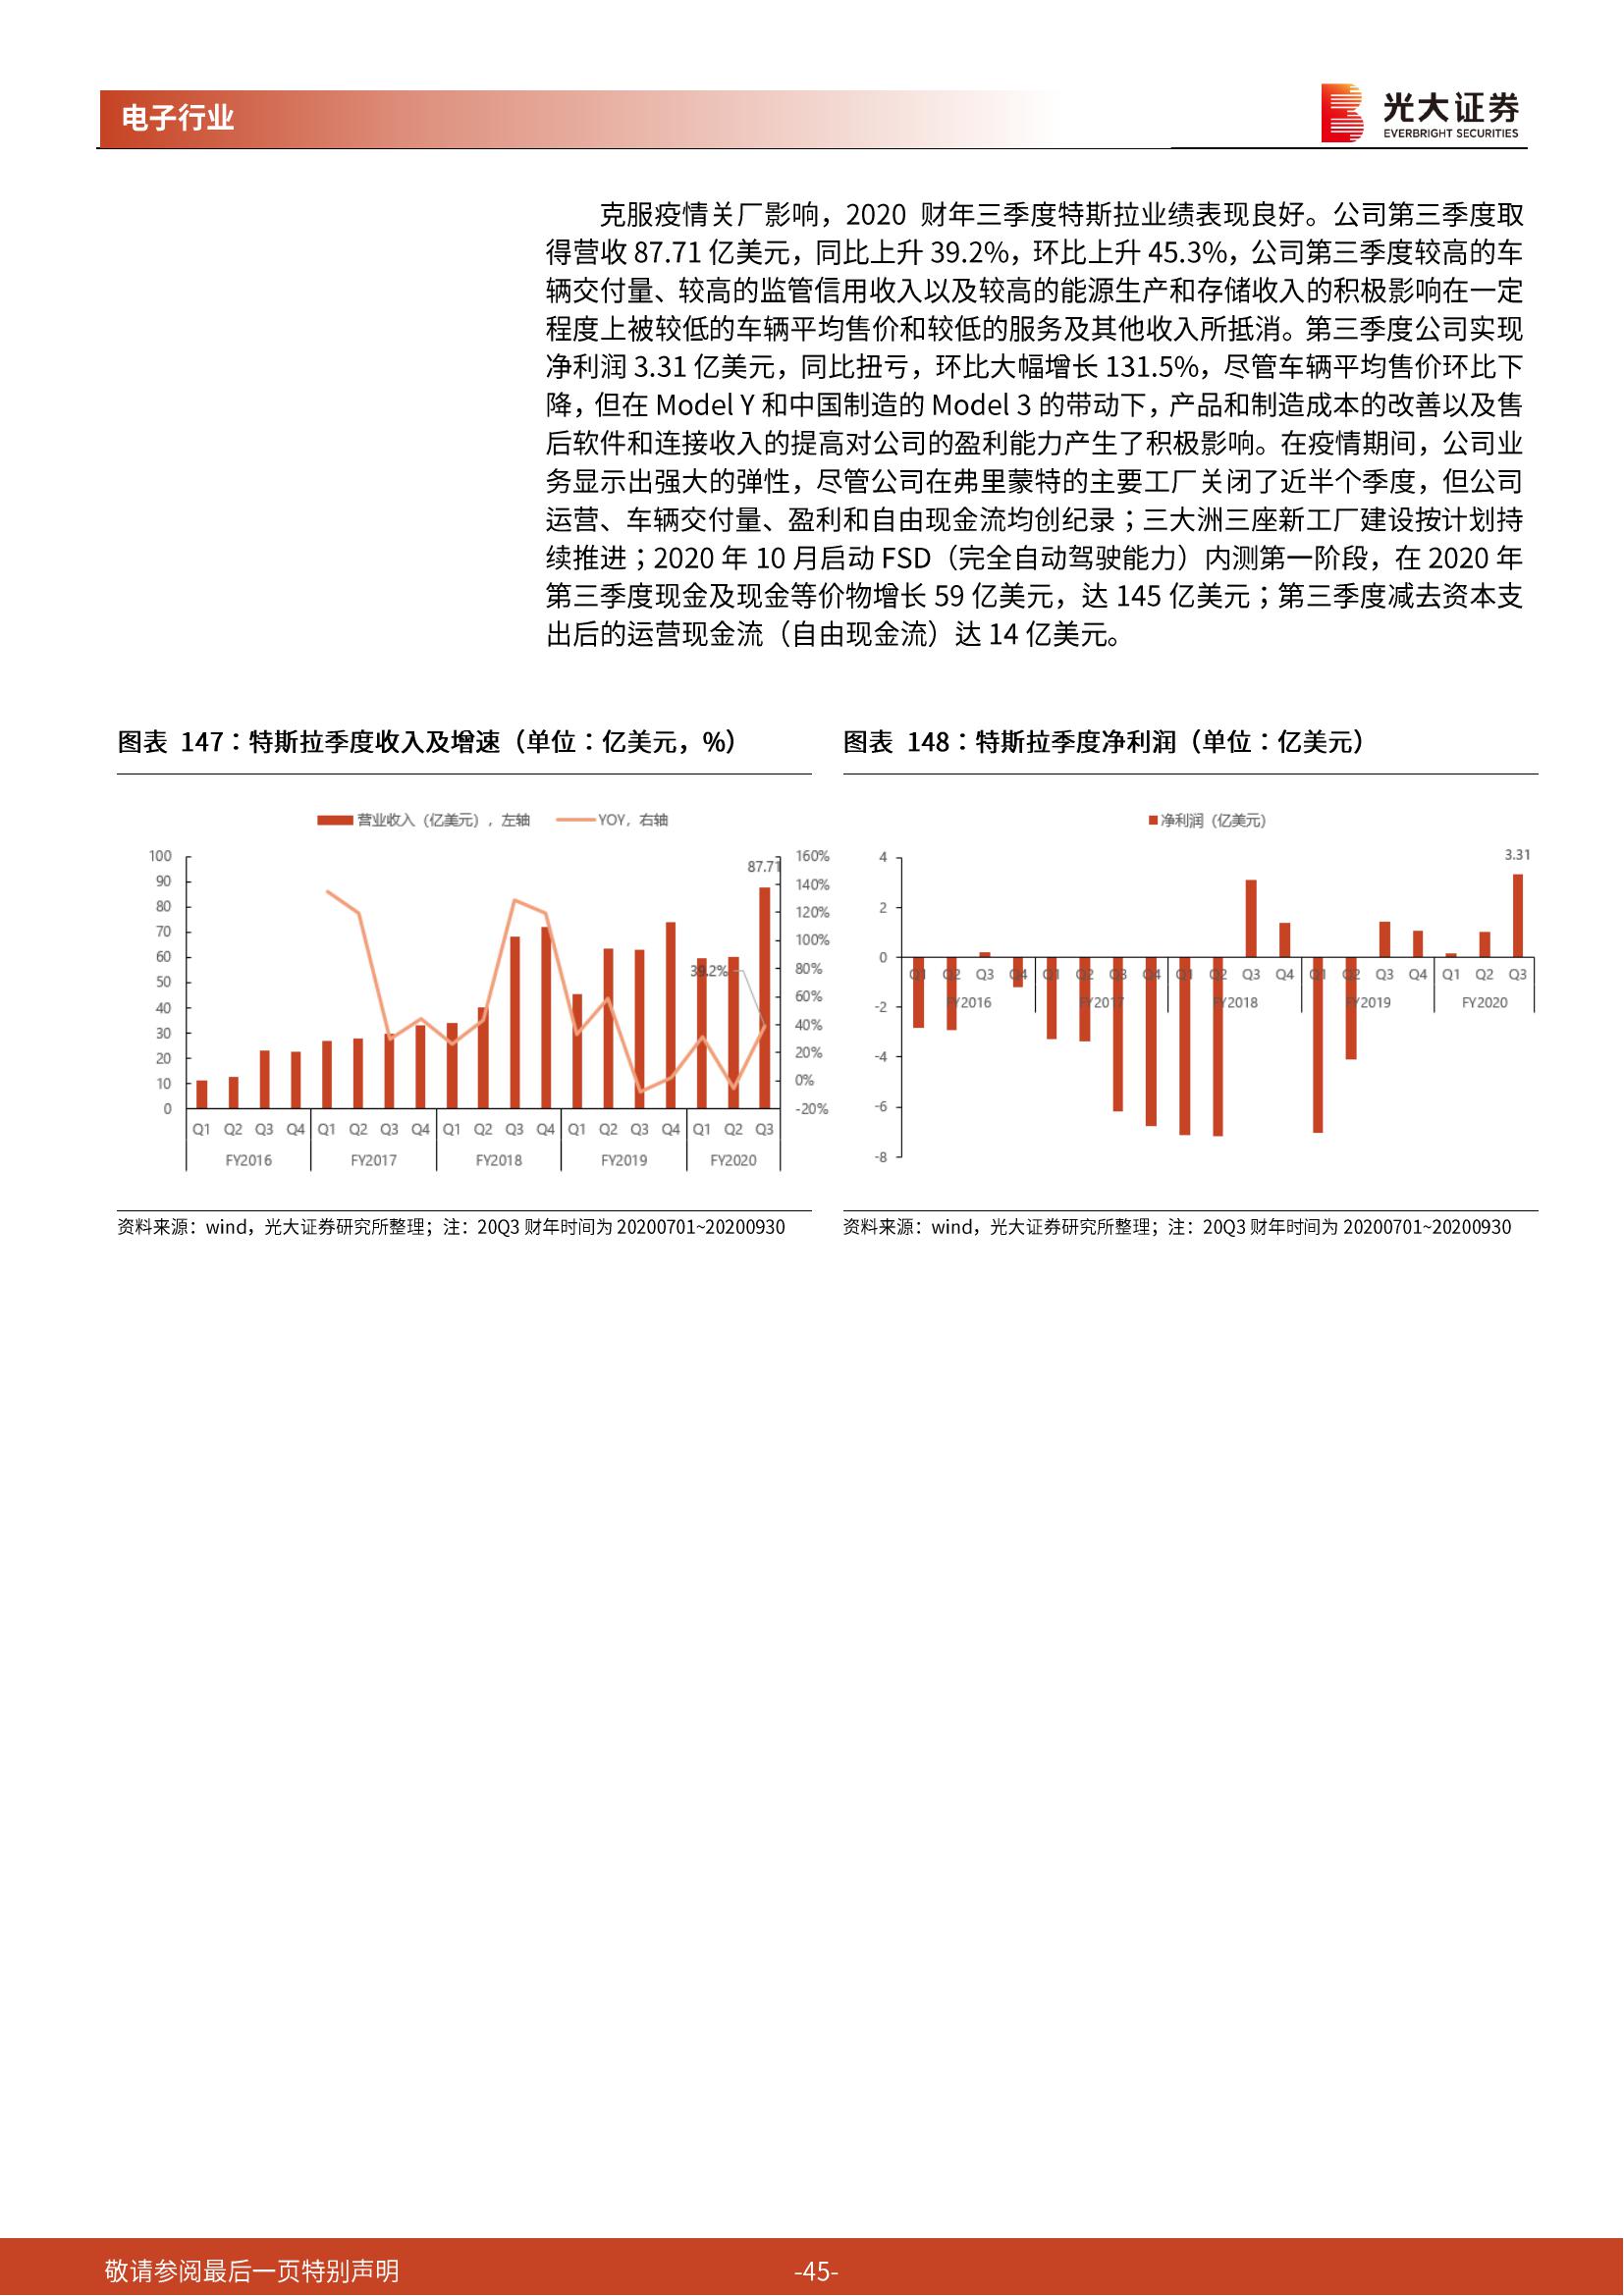 电子行业
光大证券
EVERBRIGHT SECURITIES
克服疫情关厂影响，2020 财年三季度特斯拉业绩表现良好。公司第三季度取
得营收 87.71 亿美元，同比上升 39.2%，环比上升 45.3%，公司第三季度较高的车
辆交付量、较高的监管信用收入以及较高的能源生产和存储收入的积极影响在一定
程度上被较低的车辆平均售价和较低的服务及其他收入所抵消。第三季度公司实现
净利润 3.31 亿美元，同比扭亏，环比大幅增长 131.5%，尽管车辆平均售价环比下
降，但在 Model Y 和中国制造的 Model 3 的带动下，产品和制造成本的改善以及售
后软件和连接收入的提高对公司的盈利能力产生了积极影响。在疫情期间，公司业
务显示出强大的弹性，尽管公司在弗里蒙特的主要工厂关闭了近半个季度，但公司
运营、车辆交付量、盈利和自由现金流均创纪录；三大洲三座新工厂建设按计划持
续推进；2020 年 10 月启动 FSD（完全自动驾驶能力）内测第一阶段，在 2020 年
第三季度现金及现金等价物增长 59 亿美元，达 145 亿美元；第三季度减去资本支
出后的运营现金流（自由现金流）达 14 亿美元。
图表 147：特斯拉季度收入及增速（单位：亿美元，%）
营业收入（亿美元），左轴 YOY，右轴
100
90
80
70
60
50
40
30
20
10
0
87.71
39.2%
160%
140%
120%
100%
80%
60%
40%
20%
0%
-20%
Q1 Q2 Q3 Q4 Q1 Q2 Q3 Q4 Q1 Q2 Q3 Q4 Q1 Q2 Q3 Q4 Q1 Q2 Q3
FY2016 FY2017 FY2018 FY2019 FY2020
资料来源：wind，光大证券研究所整理；注：20Q3 财年时间为 20200701~20200930
图表 148：特斯拉季度净利润（单位：亿美元）
净利润（亿美元）
4
2
0
-2
-4
-6
-8
3.31
Q1 Q2 Q3 Q4 Q1 Q2 Q3 Q4 Q1 Q2 Q3 Q4 Q1 Q2 Q3 Q4 Q1 Q2 Q3
FY2016 FY2017 FY2018 FY2019 FY2020
资料来源：wind，光大证券研究所整理；注：20Q3 财年时间为 20200701~20200930
敬请参阅最后一页特别声明
-45-